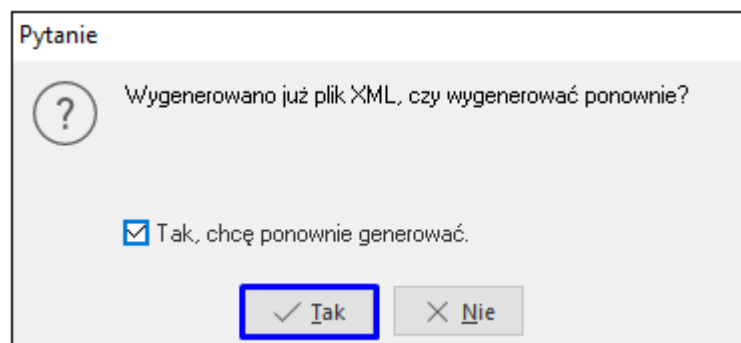 Pytanie
Wygenerowano już plik XML, czy wygenerować ponownie?
Tak, chcę ponownie generować.
Tak
Nie